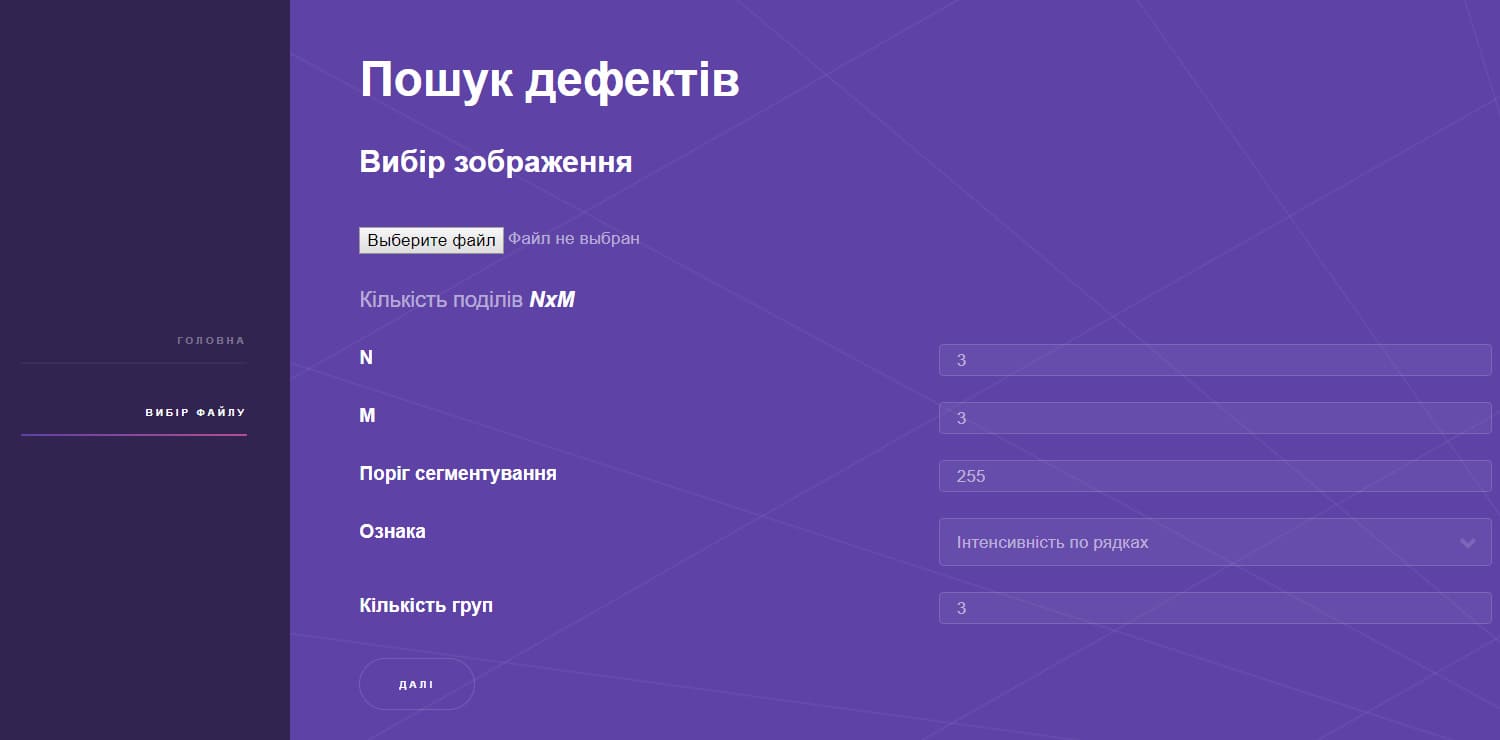 ГОЛОВНА
ВИБІР ФАЙЛУ
Пошук дефектів
Вибір зображення
Выберите файл Файл не выбран
Кількість поділів NxM
N 3
M 3
Поріг сегментування 255
Ознака Інтенсивність по рядках
Кількість груп 3
ДАЛІ